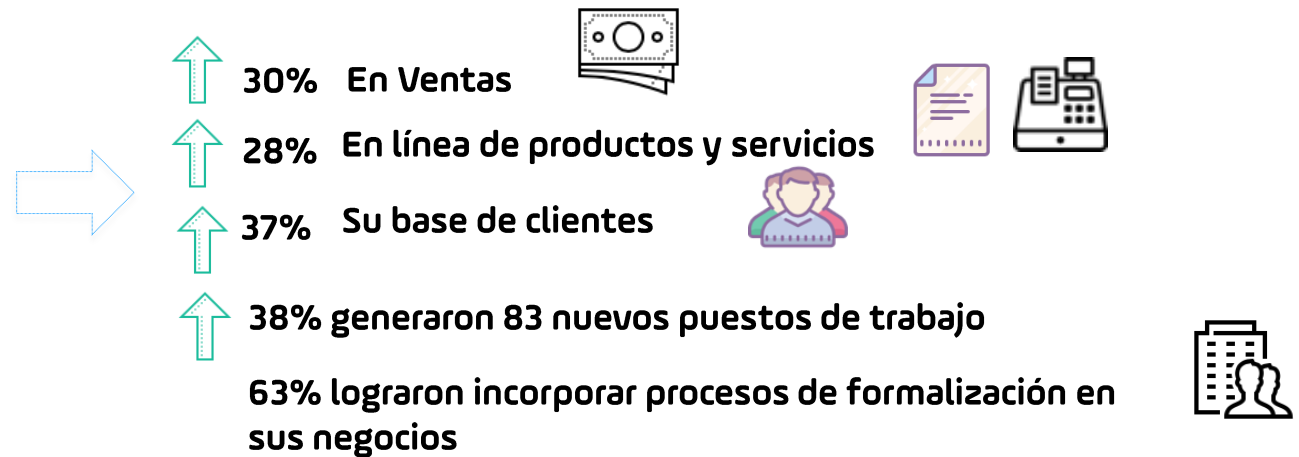 30% En Ventas
28% En línea de productos y servicios
37% Su base de clientes
38% generaron 83 nuevos puestos de trabajo
63% lograron incorporar procesos de formalización en
sus negocios